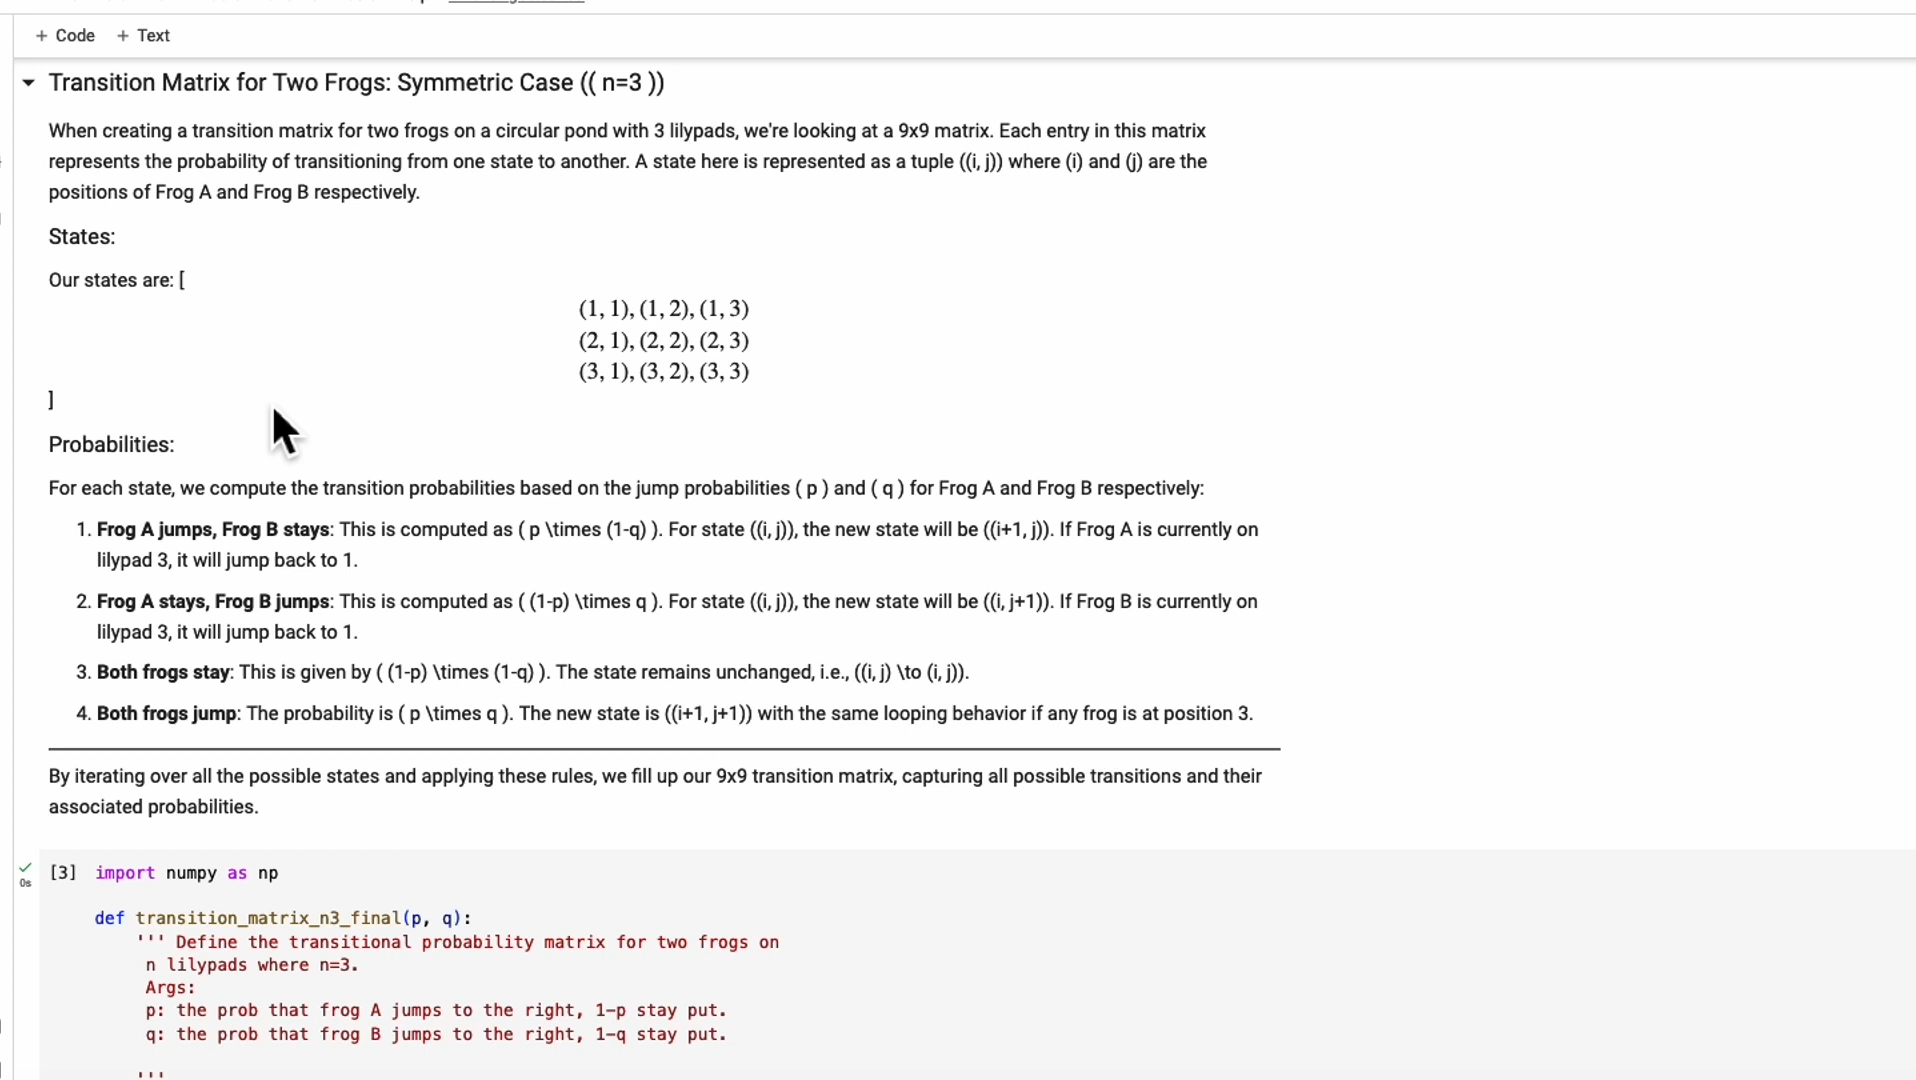 + Code + Text
Transition Matrix for Two Frogs: Symmetric Case (( n=3 ))
When creating a transition matrix for two frogs on a circular pond with 3 lilypads, we're looking at a 9x9 matrix. Each entry in this matrix
represents the probability of transitioning from one state to another. A state here is represented as a tuple ((i, j)) where (i) and (j) are the
positions of Frog A and Frog B respectively.
States:
Our states are: [
(1, 1), (1, 2), (1, 3)
(2, 1), (2, 2), (2, 3)
(3, 1), (3, 2), (3, 3)
]
Probabilities:
For each state, we compute the transition probabilities based on the jump probabilities ( p ) and ( q ) for Frog A and Frog B respectively:
1. Frog A jumps, Frog B stays: This is computed as ( p \times (1-q) ). For state ((i, j)), the new state will be ((i+1, j)). If Frog A is currently on
lilypad 3, it will jump back to 1.
2. Frog A stays, Frog B jumps: This is computed as ( (1-p) \times q ). For state ((i, j)), the new state will be ((i, j+1)). If Frog B is currently on
lilypad 3, it will jump back to 1.
3. Both frogs stay: This is given by ( (1-p) \times (1-q) ). The state remains unchanged, i.e., ((i, j) \to (i, j)).
4. Both frogs jump: The probability is ( p \times q ). The new state is ((i+1, j+1)) with the same looping behavior if any frog is at position 3.
By iterating over all the possible states and applying these rules, we fill up our 9x9 transition matrix, capturing all possible transitions and their
associated probabilities.
[3] import numpy as np
0s
def transition_matrix_n3_final(p, q):
''' Define the transitional probability matrix for two frogs on
n lilypads where n=3.
Args:
p: the prob that frog A jumps to the right, 1-p stay put.
q: the prob that frog B jumps to the right, 1-q stay put.
'''